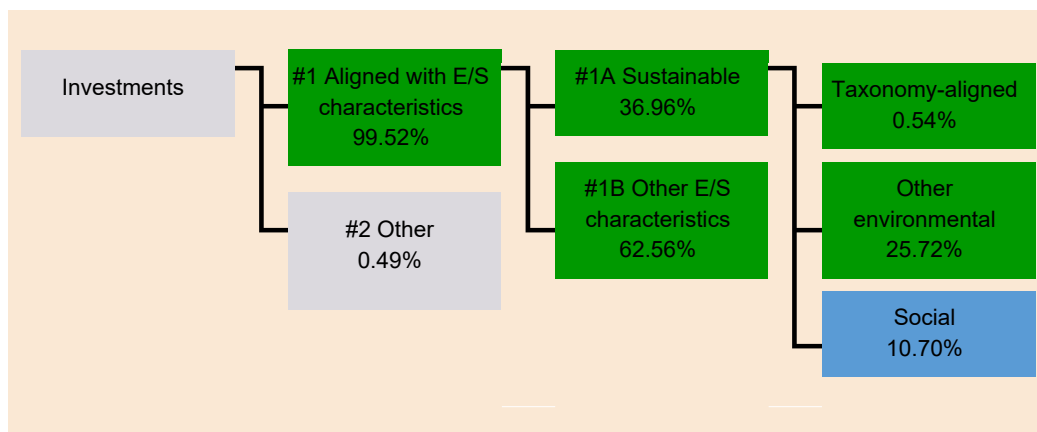 Investments
#1 Aligned with E/S
characteristics
99.52%
#2 Other
0.49%
#1A Sustainable
36.96%
#1B Other E/S
characteristics
62.56%
Taxonomy-aligned
0.54%
Other
environmental
25.72%
Social
10.70%